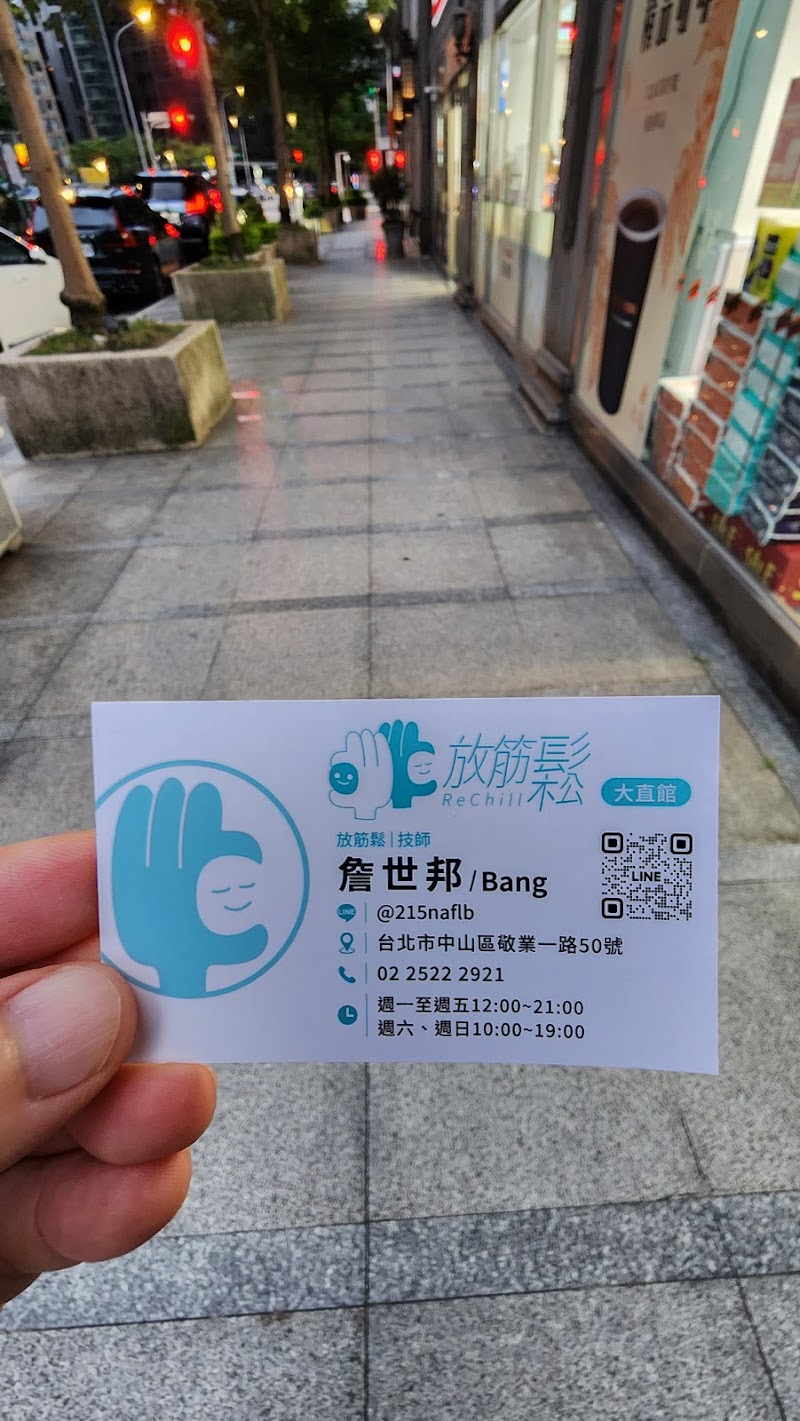 放筋鬆
ReChill
大直館
放筋鬆|技師
詹世邦/Bang
LINE
LINE @215naflb
台北市中山區敬業一路50號
02 2522 2921
週一至週五12:00~21:00
週六、週日10:00~19:00